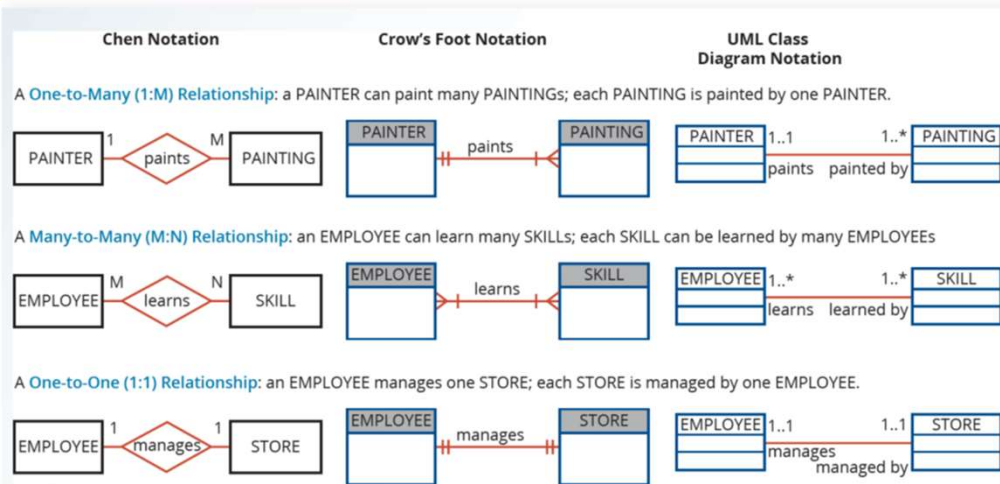 Chen Notation
Crow's Foot Notation
UML Class
Diagram Notation
A One-to-Many (1:M) Relationship: a PAINTER can paint many PAINTINGs; each PAINTING is painted by one PAINTER.
PAINTER 1 paints M PAINTING
PAINTER paints PAINTING
PAINTER 1..1 1..* PAINTING
paints painted by
A Many-to-Many (M:N) Relationship: an EMPLOYEE can learn many SKILLs; each SKILL can be learned by many EMPLOYEEs
EMPLOYEE M learns N SKILL
EMPLOYEE learns SKILL
EMPLOYEE 1..* 1..* SKILL
learns learned by
A One-to-One (1:1) Relationship: an EMPLOYEE manages one STORE; each STORE is managed by one EMPLOYEE.
EMPLOYEE 1 manages 1 STORE
EMPLOYEE manages STORE
EMPLOYEE 1..1 1..1 STORE
manages
managed by